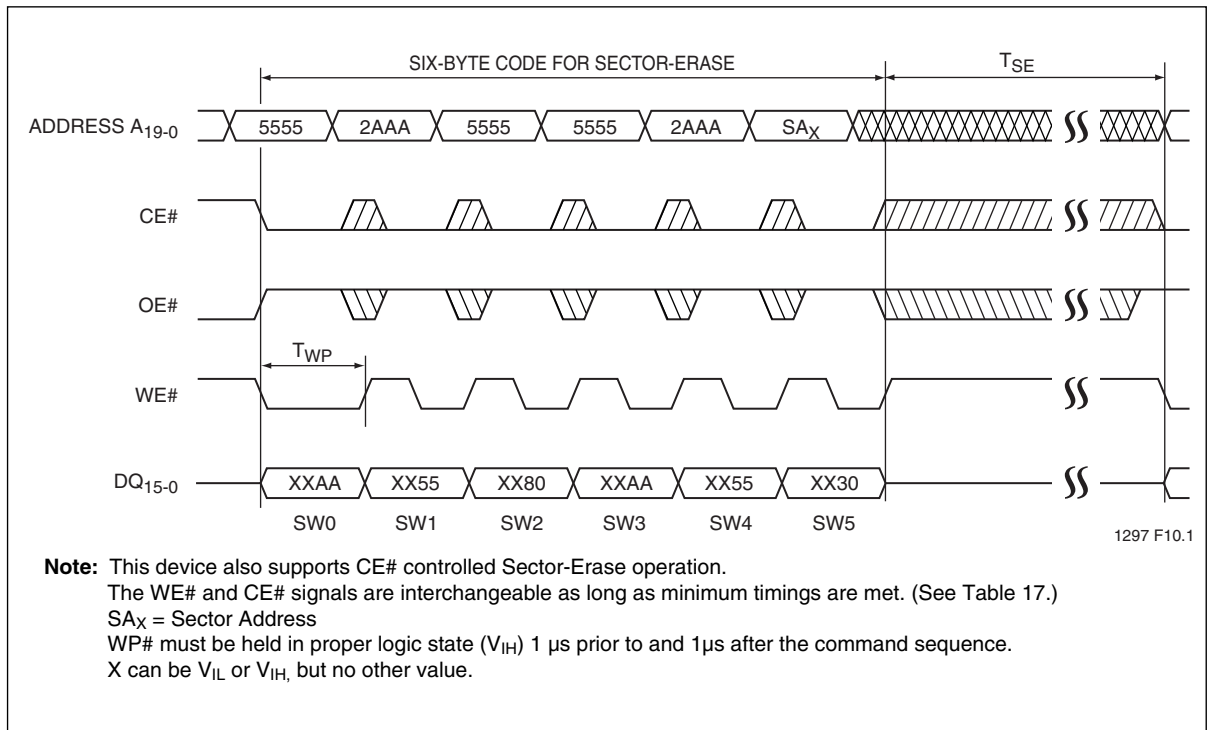 SIX-BYTE CODE FOR SECTOR-ERASE
TSE
ADDRESS A19-0
5555 2AAA 5555 5555 2AAA SAX
CE#
OE#
TWP
WE#
DQ15-0
XXAA XX55 XX80 XXAA XX55 XX30
SW0 SW1 SW2 SW3 SW4 SW5
1297 F10.1
Note: This device also supports CE# controlled Sector-Erase operation.
The WE# and CE# signals are interchangeable as long as minimum timings are met. (See Table 17.)
SAX = Sector Address
WP# must be held in proper logic state (VIH) 1 µs prior to and 1µs after the command sequence.
X can be VIL or VIH, but no other value.